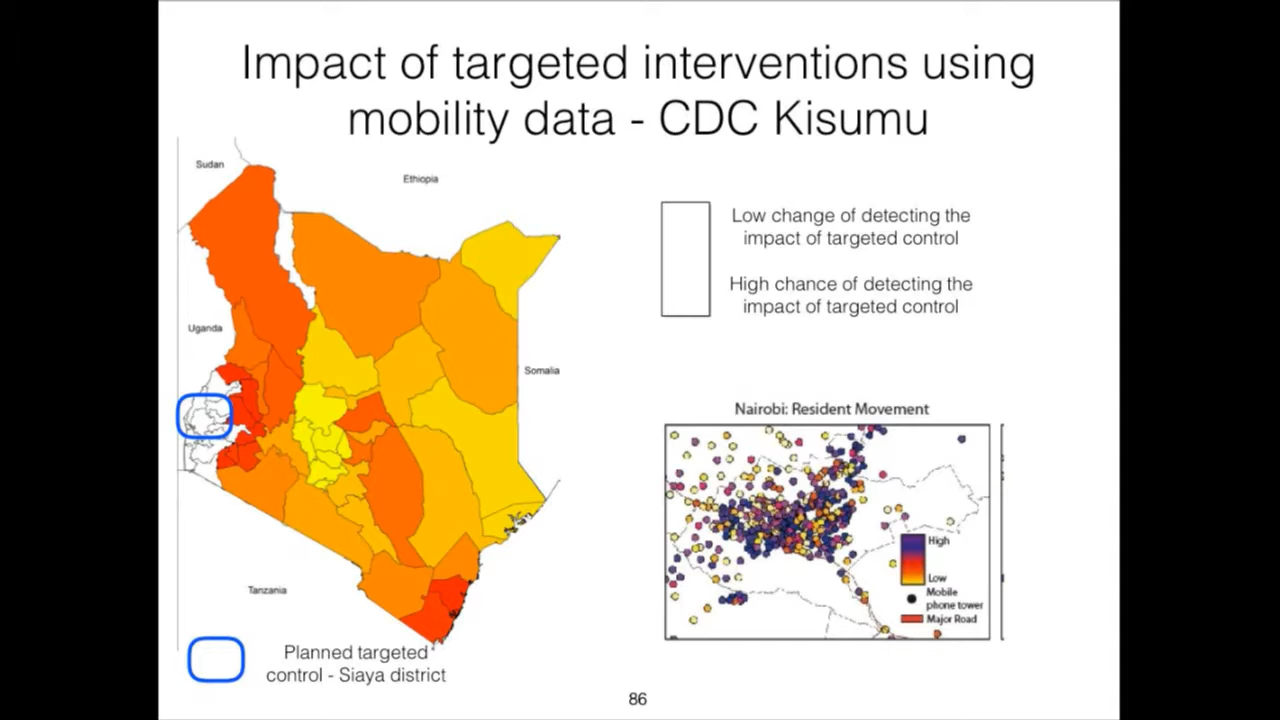 Impact of targeted interventions using
mobility data - CDC Kisumu
Sudan
Ethiopia
Uganda
Somalia
Tanzania
Low change of detecting the
impact of targeted control
High chance of detecting the
impact of targeted control
Nairobi: Resident Movement
High
Low
Mobile
phone tower
Major Road
Planned targeted
control - Siaya district
86